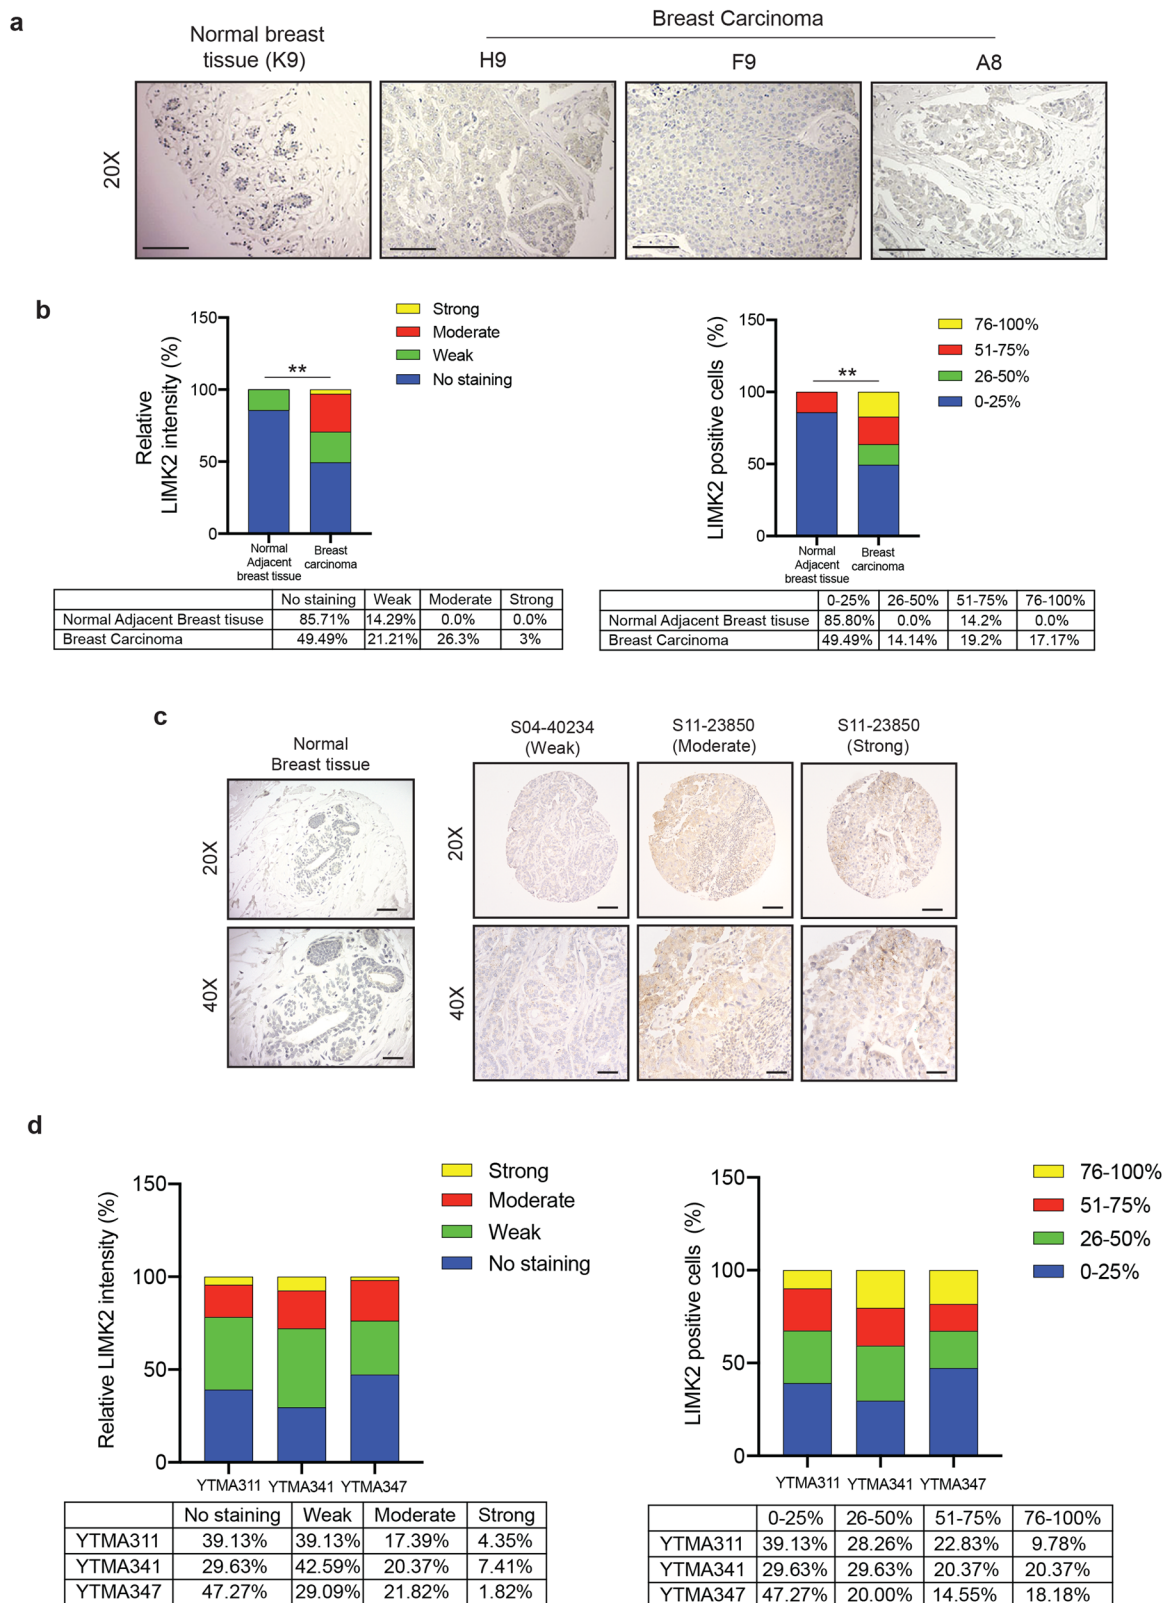 a
Normal breast
tissue (K9)
Breast Carcinoma
H9
F9
A8
20X
b
Relative
LIMK2 intensity (%)
150
100
50
0
**
Strong
Moderate
Weak
No staining
Normal
Adjacent
breast tissue
Breast
carcinoma
No staining Weak Moderate Strong
Normal Adjacent Breast tisuse 85.71% 14.29% 0.0% 0.0%
Breast Carcinoma 49.49% 21.21% 26.3% 3%
LIMK2 positive cells (%)
150
100
50
0
**
76-100%
51-75%
26-50%
0-25%
Normal
Adjacent
breast tissue
Breast
carcinoma
0-25% 26-50% 51-75% 76-100%
Normal Adjacent Breast tisuse 85.80% 0.0% 14.2% 0.0%
Breast Carcinoma 49.49% 14.14% 19.2% 17.17%
c
Normal
Breast tissue
20X
40X
S04-40234
(Weak)
S11-23850
(Moderate)
S11-23850
(Strong)
20X
40X
d
Relative LIMK2 intensity (%)
150
100
50
0
Strong
Moderate
Weak
No staining
YTMA311 YTMA341 YTMA347
No staining Weak Moderate Strong
YTMA311 39.13% 39.13% 17.39% 4.35%
YTMA341 29.63% 42.59% 20.37% 7.41%
YTMA347 47.27% 29.09% 21.82% 1.82%
LIMK2 positive cells (%)
150
100
50
0
76-100%
51-75%
26-50%
0-25%
YTMA311 YTMA341 YTMA347
0-25% 26-50% 51-75% 76-100%
YTMA311 39.13% 28.26% 22.83% 9.78%
YTMA341 29.63% 29.63% 20.37% 20.37%
YTMA347 47.27% 20.00% 14.55% 18.18%